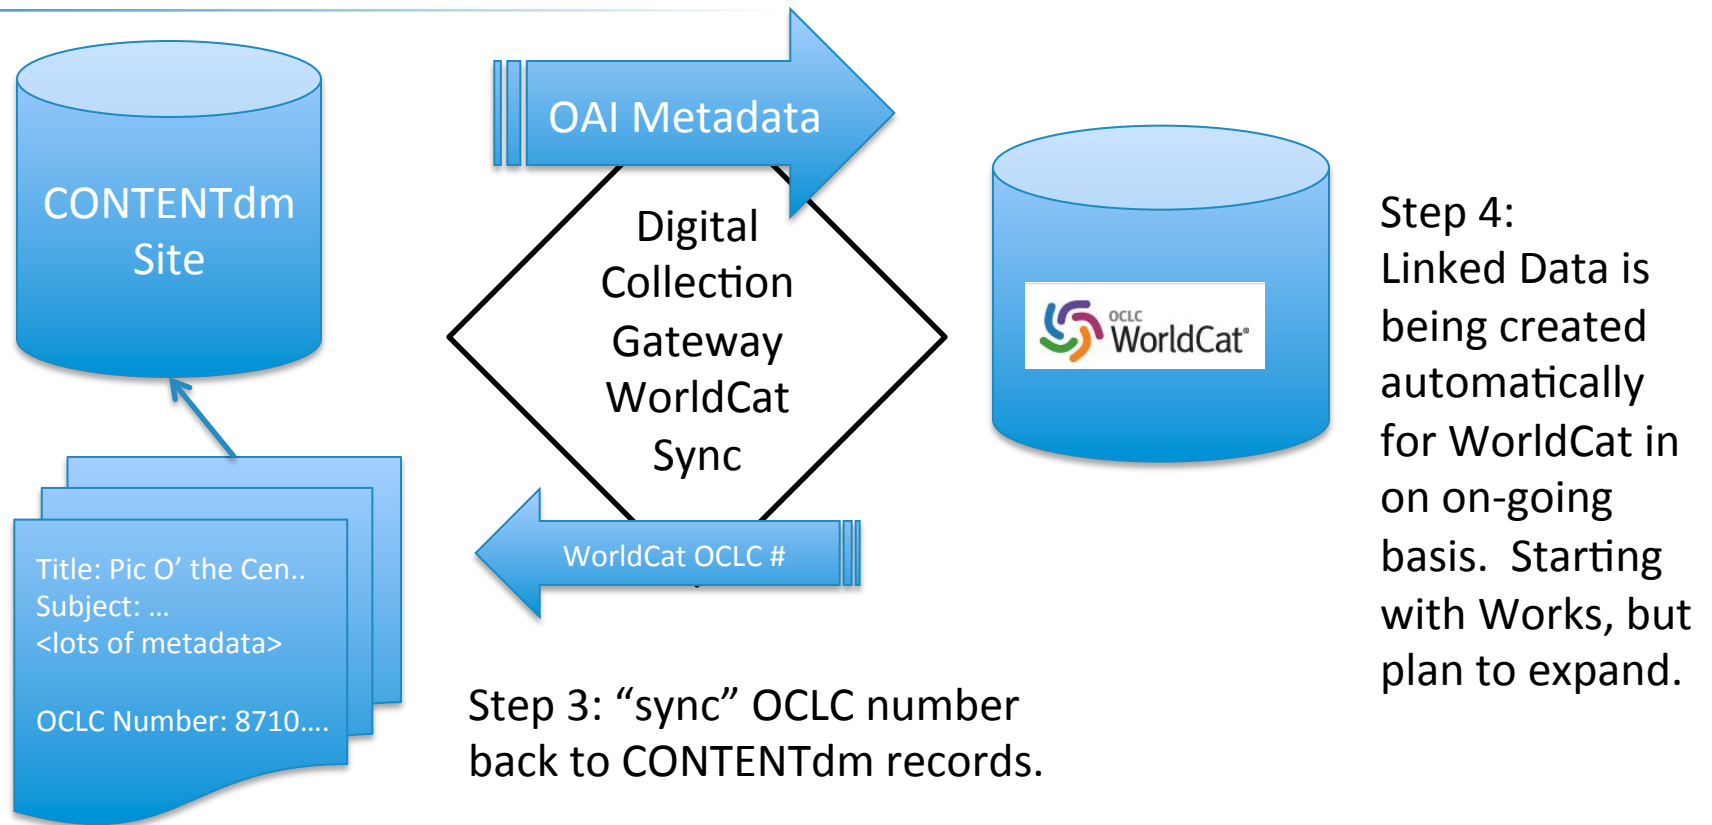 CONTENTdm
Site
OAI Metadata
Digital
Collection
Gateway
WorldCat
Sync
WorldCat OCLC #
OCLC
WorldCat®
Title: Pic O’ the Cen..
Subject: …
<lots of metadata>
OCLC Number: 8710….
Step 3: “sync” OCLC number
back to CONTENTdm records.
Step 4:
Linked Data is
being created
automatically
for WorldCat in
on on-going
basis.  Starting
with Works, but
plan to expand.